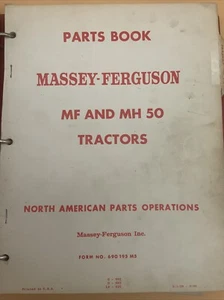 PARTS BOOK
MASSEY-FERGUSON
MF AND MH 50
TRACTORS
NORTH AMERICAN PARTS OPERATIONS
Massey-Ferguson Inc.
FORM NO. 690 193 M5